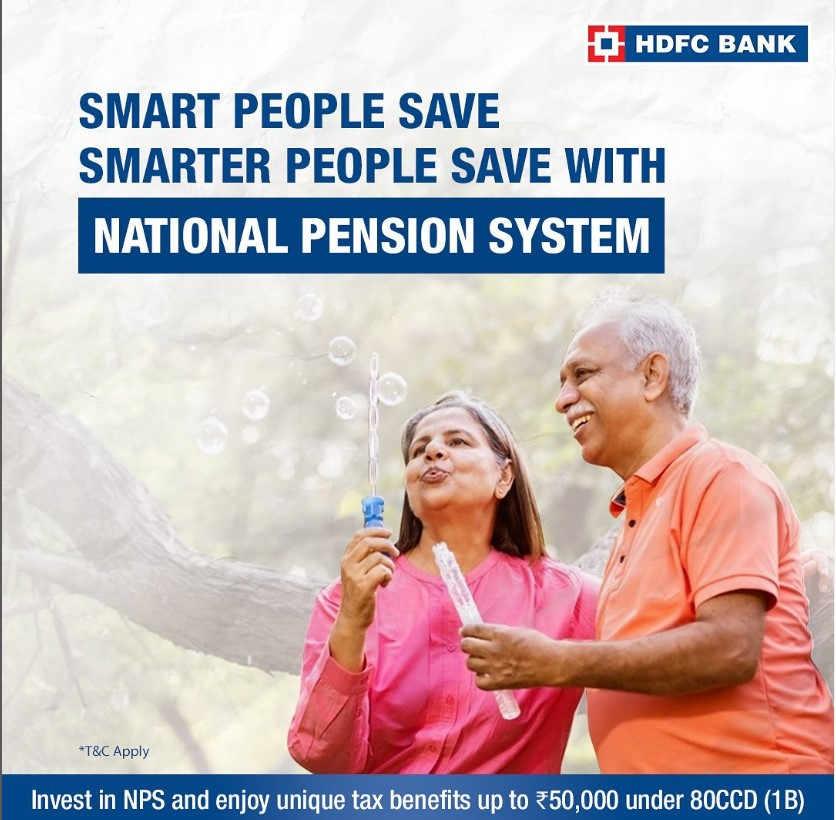 HDFC BANK
SMART PEOPLE SAVE
SMARTER PEOPLE SAVE WITH
NATIONAL PENSION SYSTEM
*T&C Apply
Invest in NPS and enjoy unique tax benefits up to ₹50,000 under 80CCD (1B)